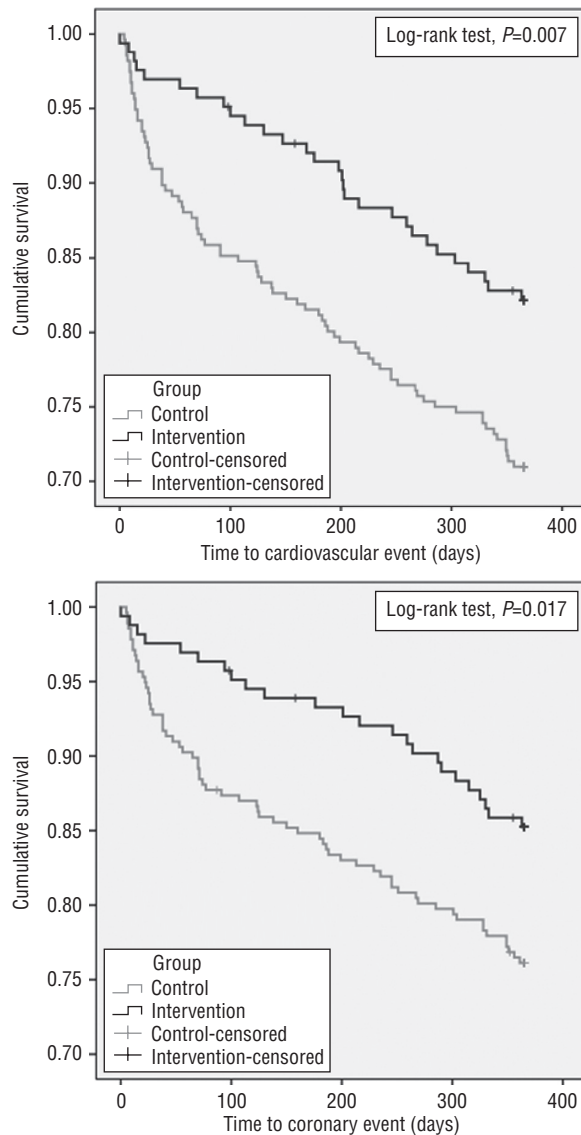 1.00
Log-rank test, P=0.007
0.95
0.90
0.85
0.80
0.75
0.70
Cumulative survival
Group
Control
Intervention
Control-censored
Intervention-censored
0 100 200 300 400
Time to cardiovascular event (days)
1.00
Log-rank test, P=0.017
0.95
0.90
0.85
0.80
0.75
0.70
Cumulative survival
Group
Control
Intervention
Control-censored
Intervention-censored
0 100 200 300 400
Time to coronary event (days)